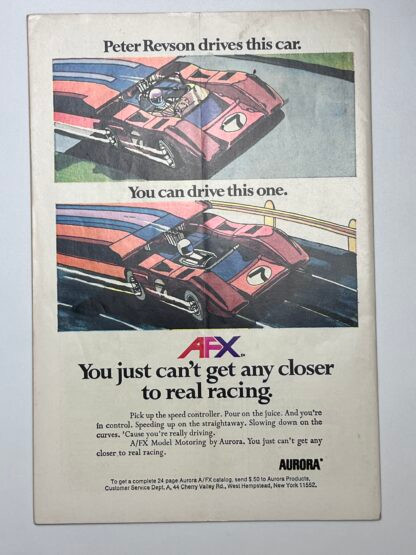 Peter Revson drives this car.
7
You can drive this one.
7
AFX™
You just can't get any closer
to real racing.
Pick up the speed controller. Pour on the juice. And you're
in control. Speeding up on the straightaway. Slowing down on the
curves. 'Cause you're really driving.
A/FX Model Motoring by Aurora. You just can't get any
closer to real racing.
AURORA®
To get a complete 24 page Aurora A/FX catalog, send $.50 to Aurora Products,
Customer Service Dept. A, 44 Cherry Valley Rd., West Hempstead, New York 11552.